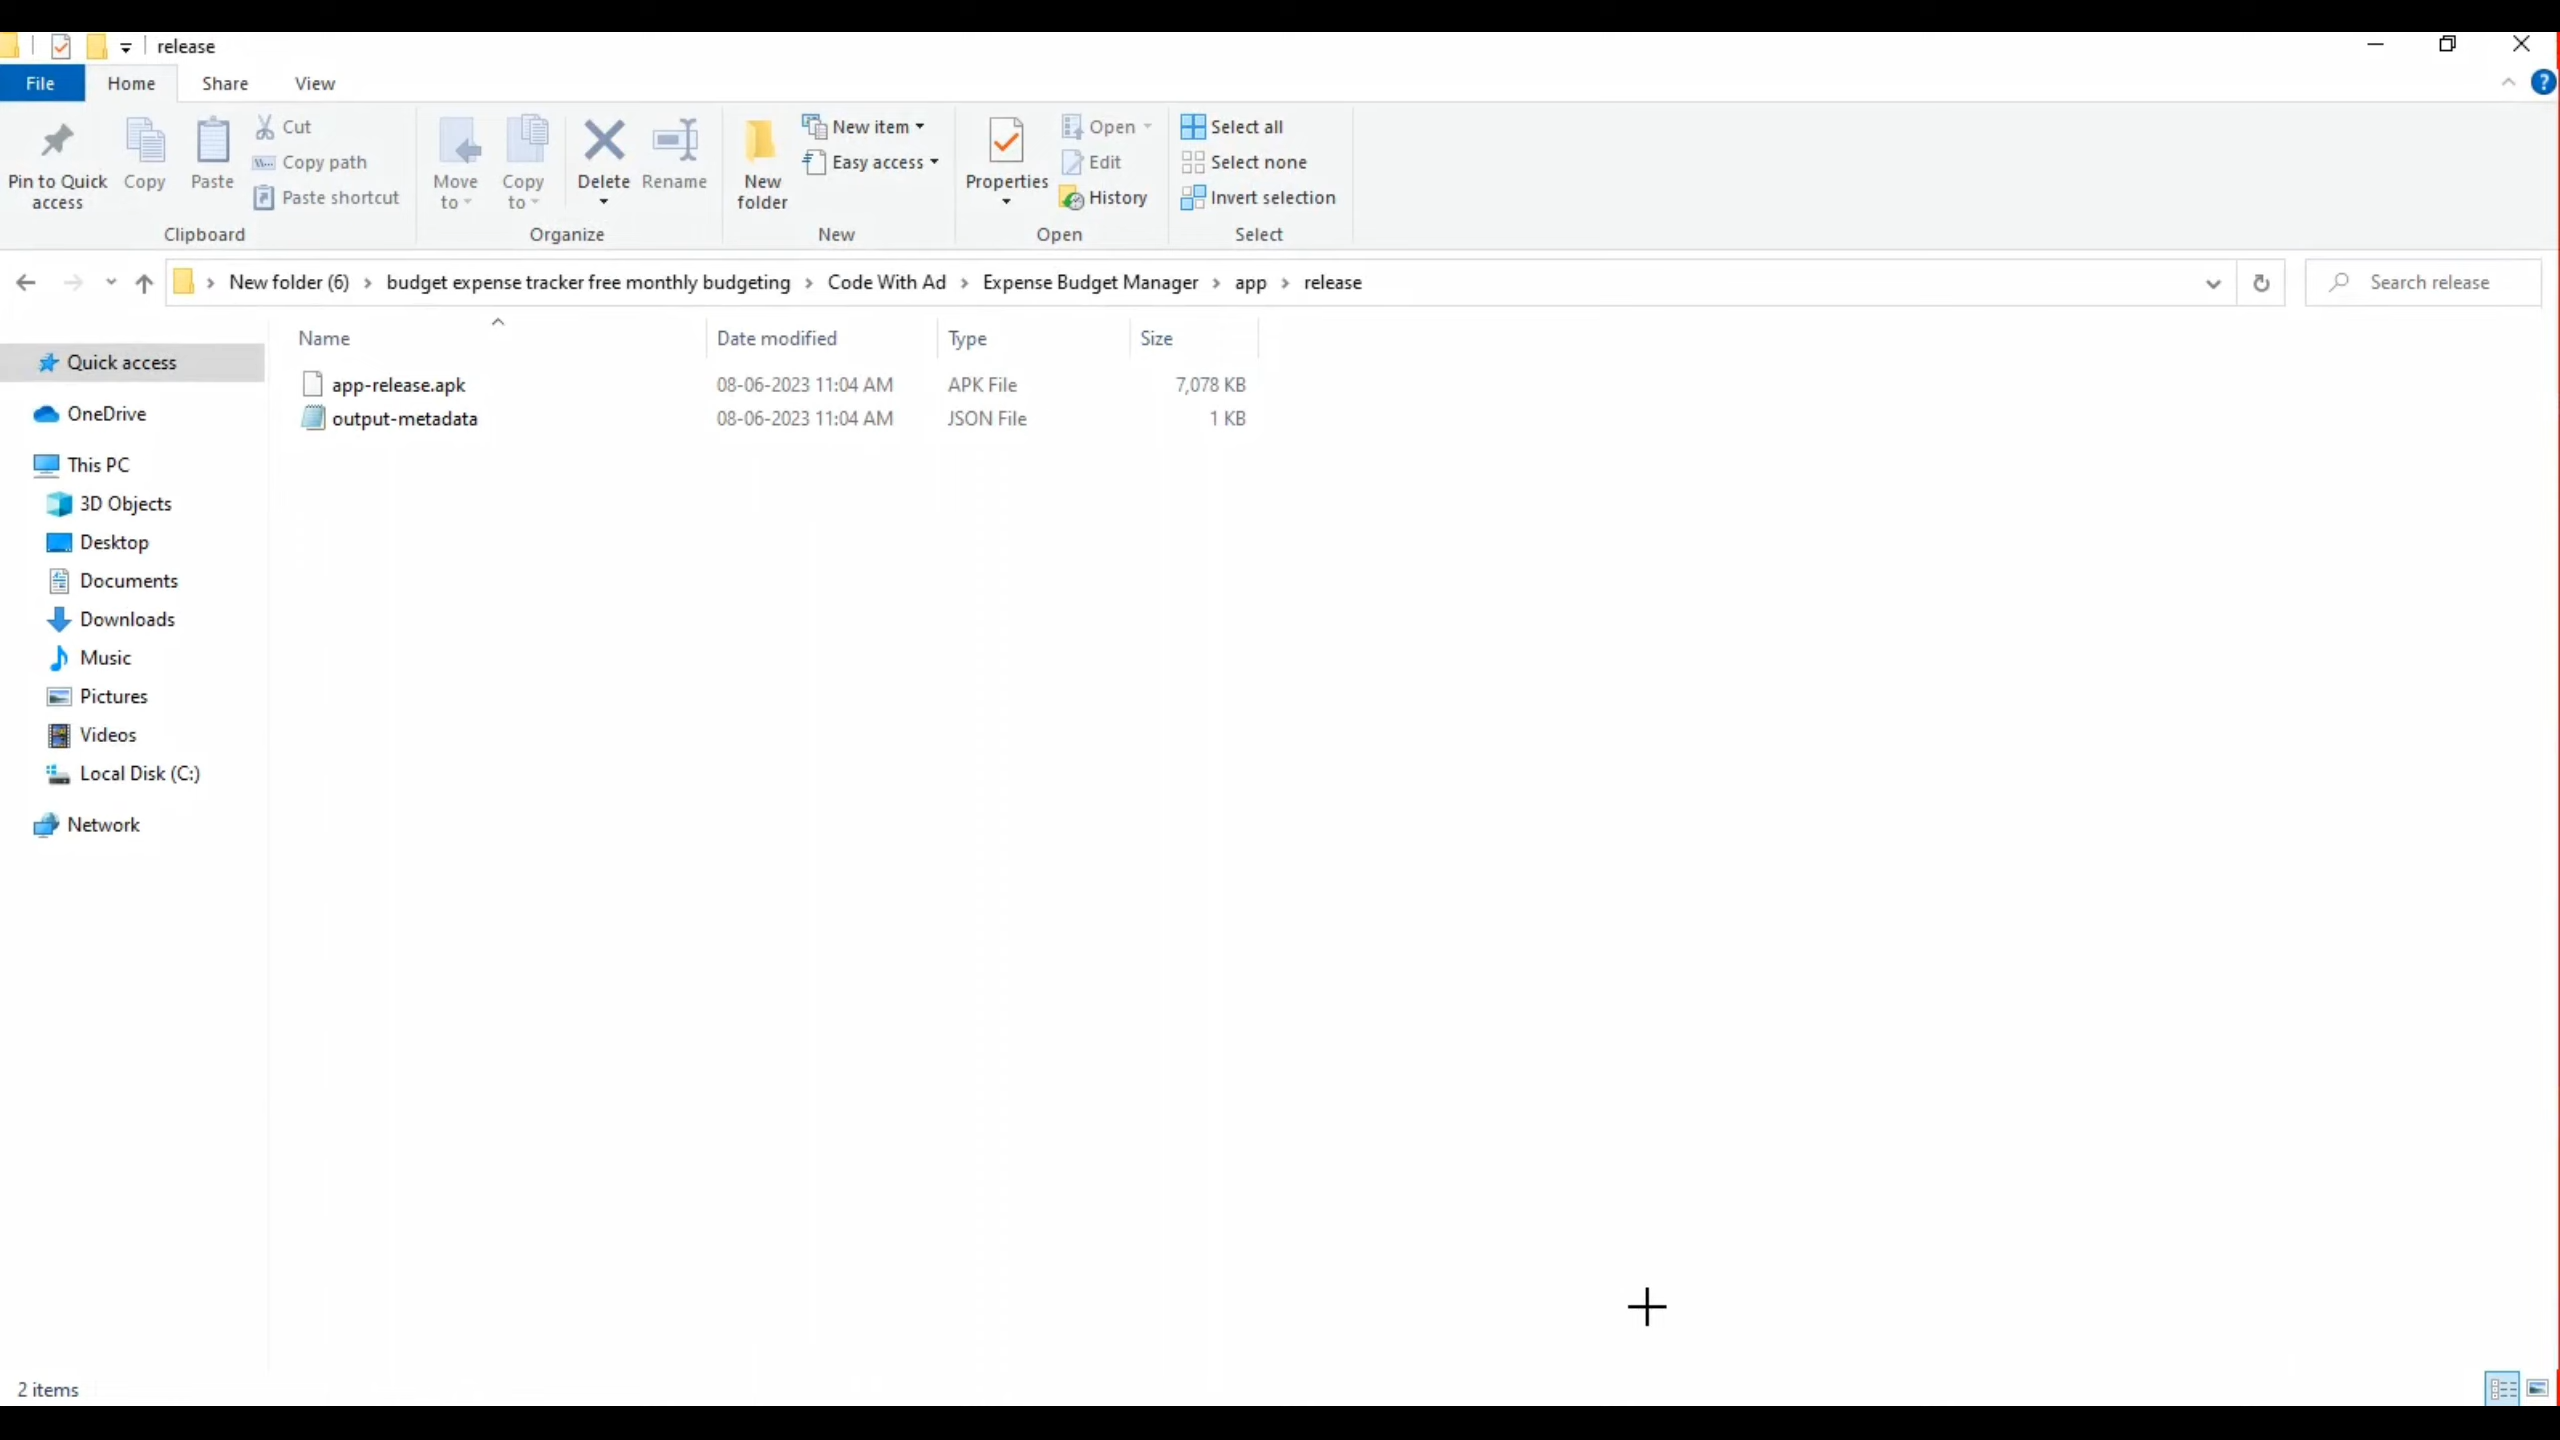 release
File Home Share View
Pin to Quick access
Copy
Paste
Cut
Copy path
Paste shortcut
Clipboard
Move to
Copy to
Delete
Rename
Organize
New folder
New item
Easy access
New
Properties
Open
Edit
History
Open
Select all
Select none
Invert selection
Select
New folder (6) budget expense tracker free monthly budgeting Code With Ad Expense Budget Manager app release
Search release
Name Date modified Type Size
app-release.apk 08-06-2023 11:04 AM APK File 7,078 KB
output-metadata 08-06-2023 11:04 AM JSON File 1 KB
Quick access
OneDrive
This PC
3D Objects
Desktop
Documents
Downloads
Music
Pictures
Videos
Local Disk (C:)
Network
2 items